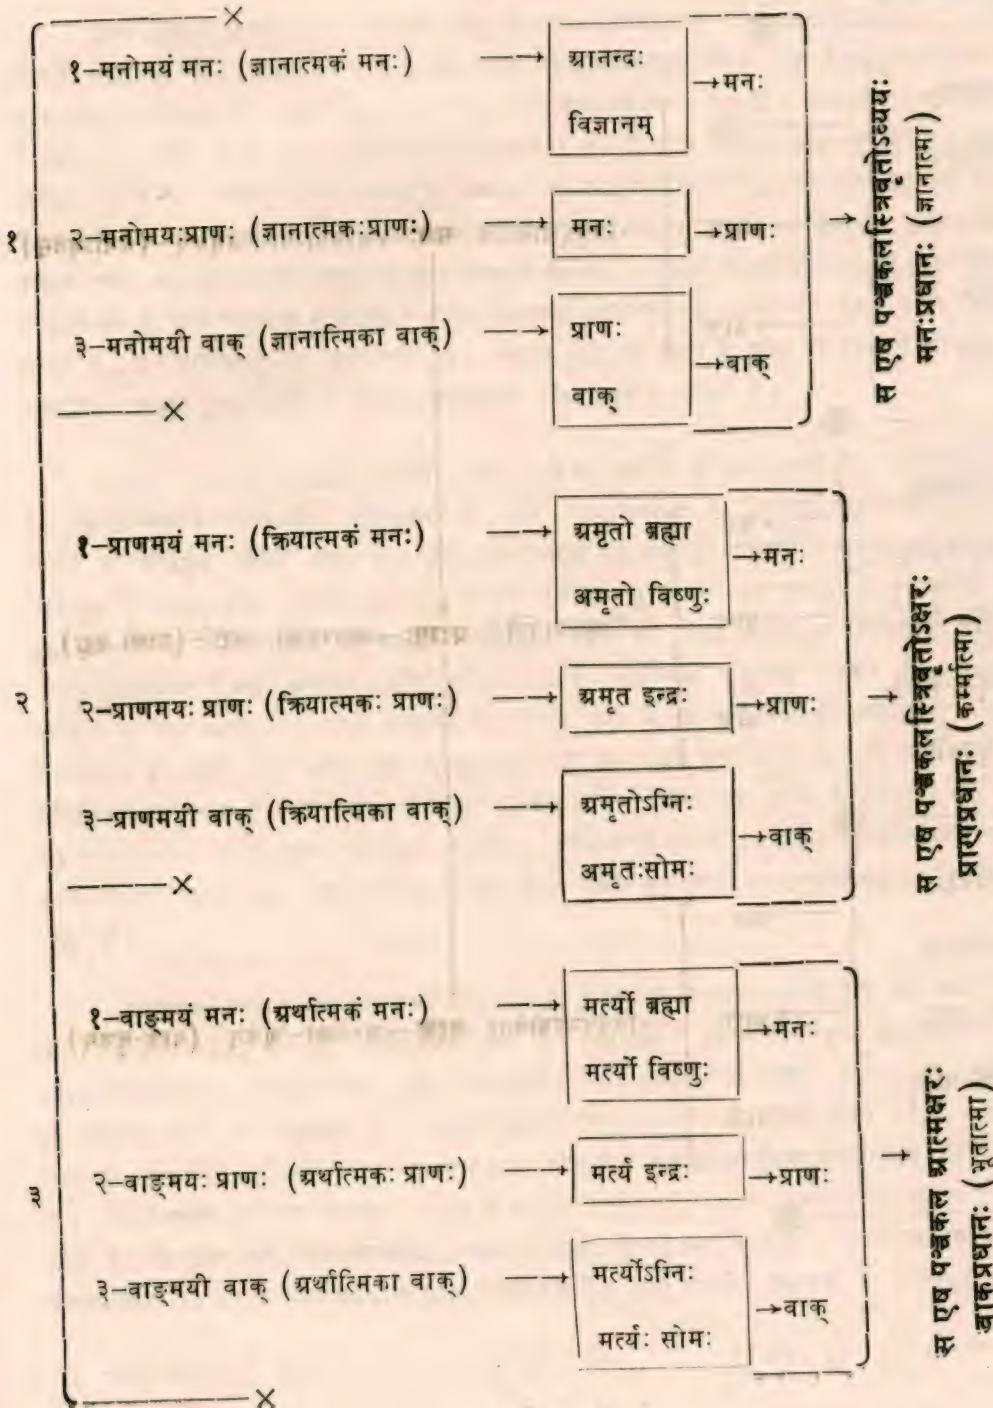 १-मनोमयं मनः (ज्ञानात्मकं मनः) → आनन्दः
विज्ञानम् → मनः
१ २-मनोमयःप्राणः (ज्ञानात्मकःप्राणः) → मनः → प्राणः
३-मनोमयी वाक् (ज्ञानात्मिका वाक्) → प्राणः
वाक् → वाक्
→ स एष पञ्चकलस्त्रिवृतोऽव्ययः
मनःप्रधानः (ज्ञानात्मा)
१-प्राणमयं मनः (क्रियात्मकं मनः) → अमृतो ब्रह्मा
अमृतो विष्णुः → मनः
२ २-प्राणमयः प्राणः (क्रियात्मकः प्राणः) → अमृत इन्द्रः → प्राणः
३-प्राणमयी वाक् (क्रियात्मिका वाक्) → अमृतोऽग्निः
अमृतःसोमः → वाक्
→ स एष पञ्चकलस्त्रिवृतोऽक्षरः
प्राणप्रधानः (कर्म्मात्मा)
१-वाङ्मयं मनः (अर्थात्मकं मनः) → मर्त्यो ब्रह्मा
मर्त्यो विष्णुः → मनः
३ २-वाङ्मयः प्राणः (अर्थात्मकः प्राणः) → मर्त्य इन्द्रः → प्राणः
३-वाङ्मयी वाक् (अर्थात्मिका वाक्) → मर्त्योऽग्निः
मर्त्यः सोमः → वाक्
→ स एष पञ्चकल आत्मक्षरः
वाकप्रधानः (भूतात्मा)